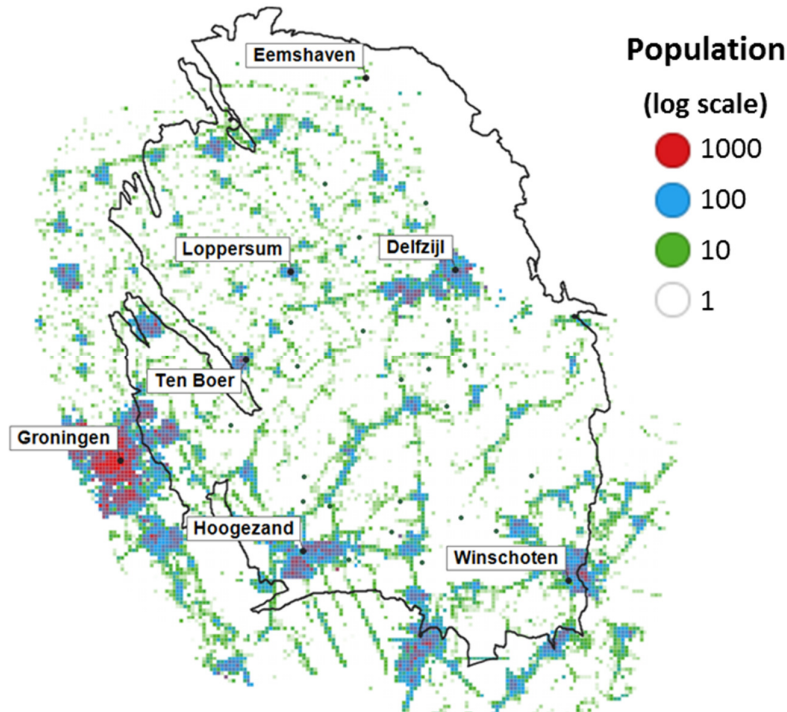 Eemshaven
Population
(log scale)
1000
100
10
1
Loppersum
Delfzijl
Ten Boer
Groningen
Hoogezand
Winschoten